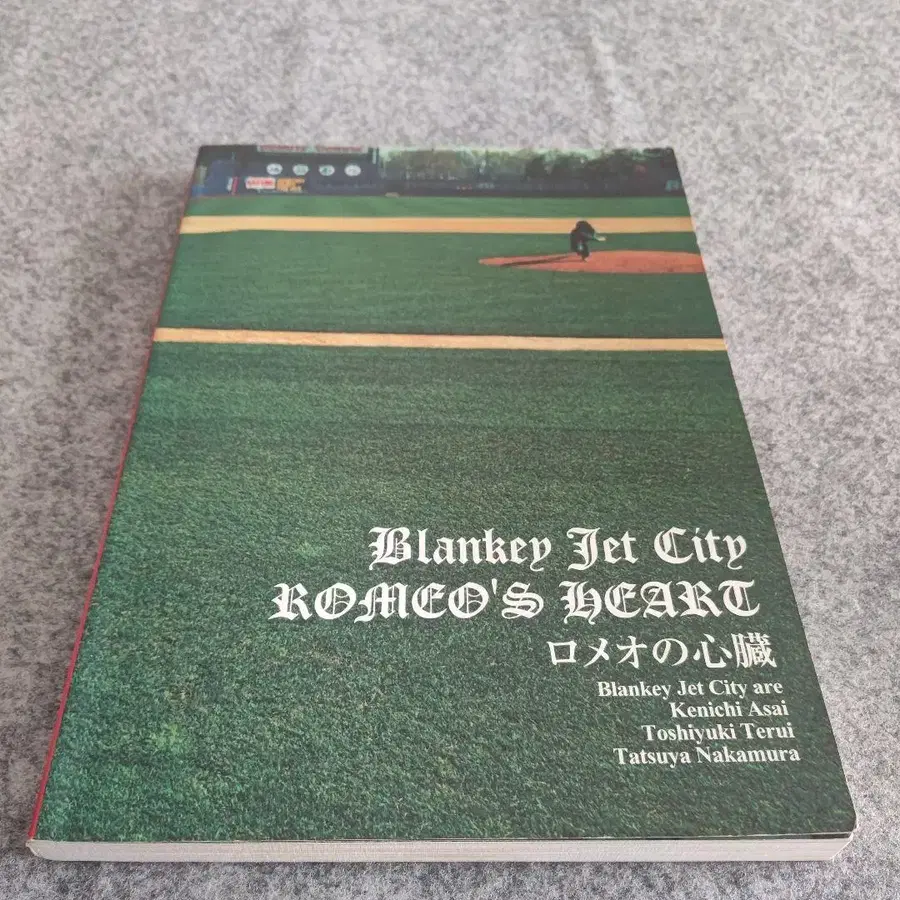 Blankey Jet City
ROMEO'S HEART
ロメオの心臓
Blankey Jet City are
Kenichi Asai
Toshiyuki Terui
Tatsuya Nakamura